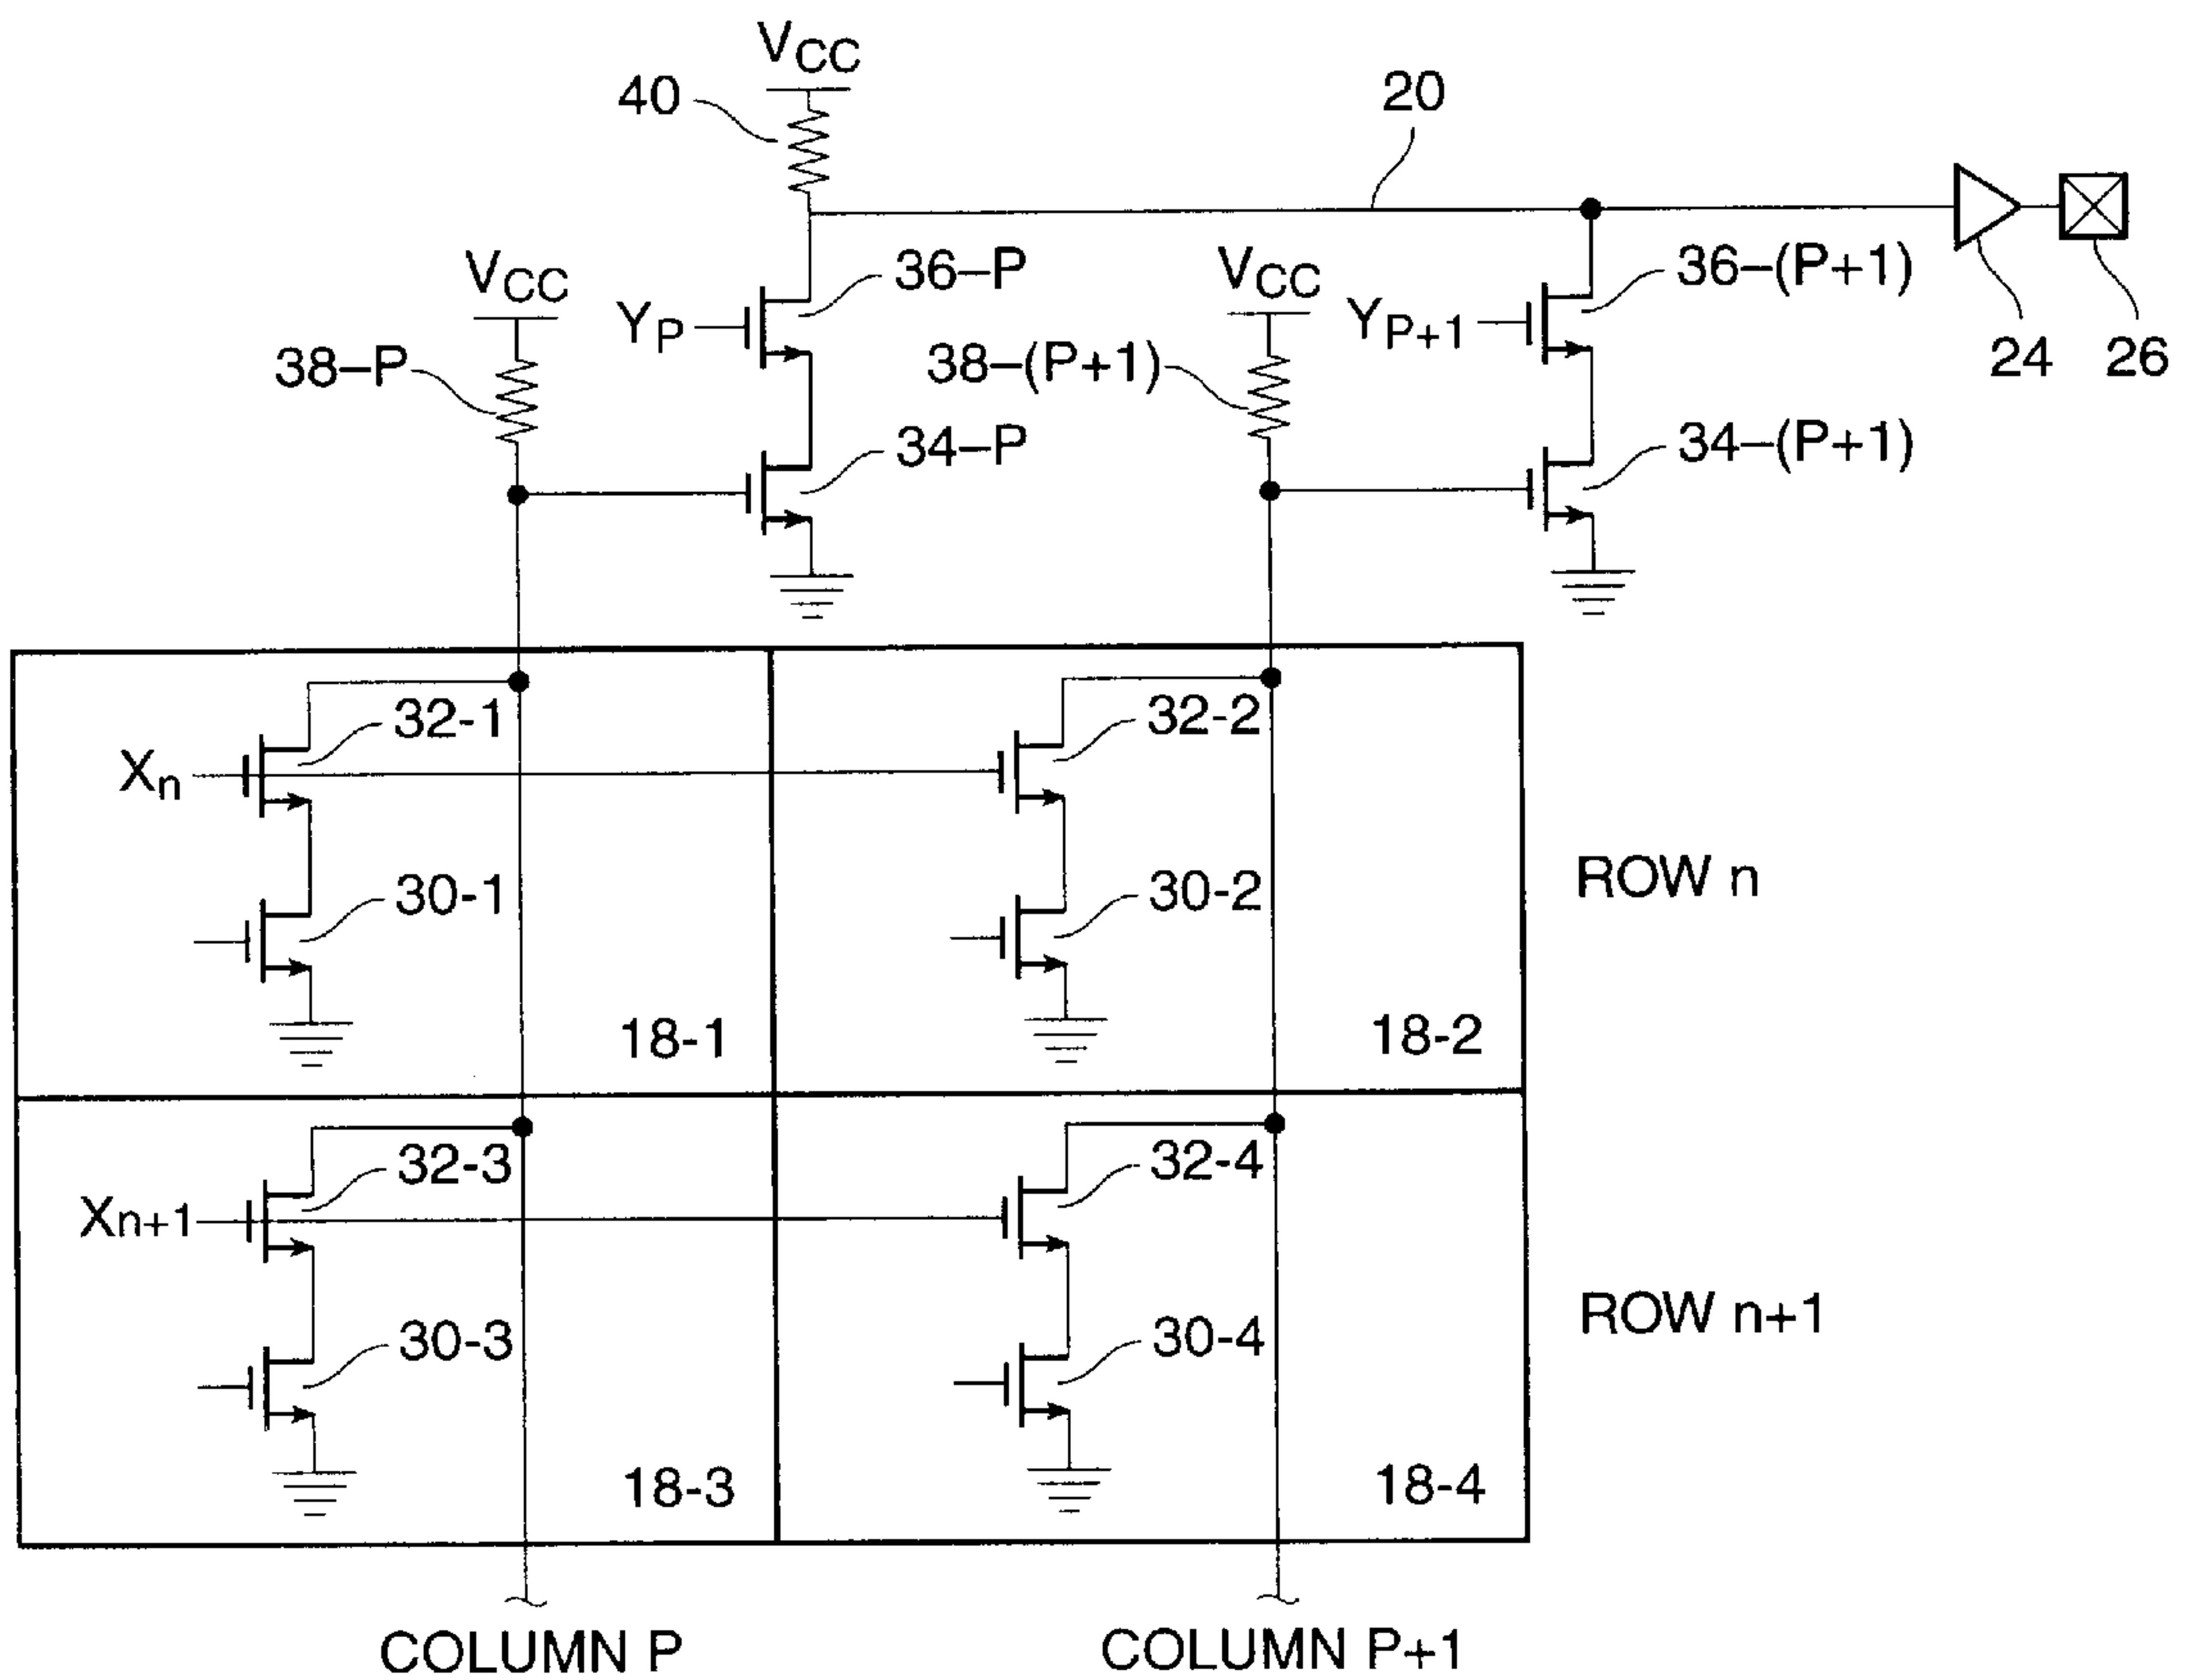 VCC
40
20
VCC
36–P
VCC
36–(P+1)
YP
YP+1
38–P
38–(P+1)
24
26
34–P
34–(P+1)
32-1
32-2
Xn
30-1
30-2
ROW n
18-1
18-2
32-3
32-4
Xn+1
30-3
30-4
ROW n+1
18-3
18-4
COLUMN P
COLUMN P+1